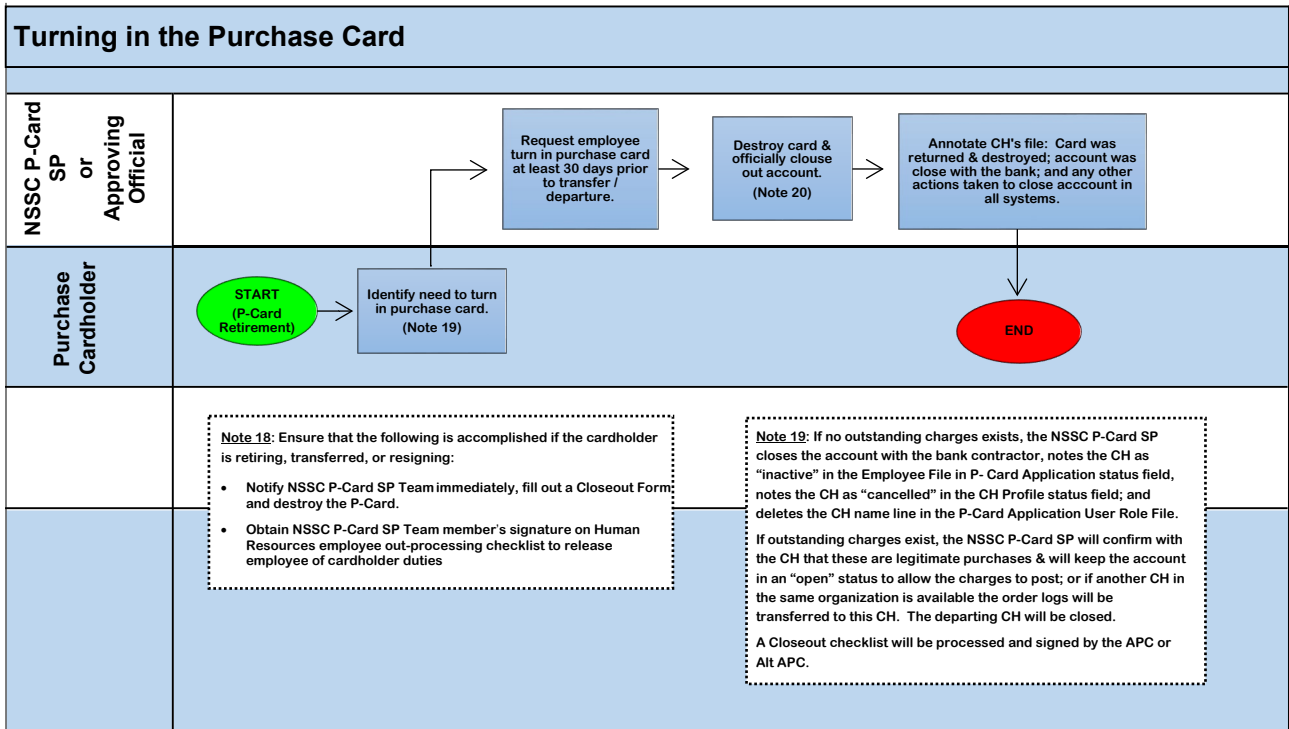 Turning in the Purchase Card
NSSC P-Card
SP
or
Approving
Official
Request employee
turn in purchase card
at least 30 days prior
to transfer /
departure.
Destroy card &
officially clouse
out account.
(Note 20)
Annotate CH's file:  Card was
returned & destroyed; account was
close with the bank; and any other
actions taken to close acccount in
all systems.
Purchase
Cardholder
START
(P-Card
Retirement)
Identify need to turn
in purchase card.
(Note 19)
END
Note 18: Ensure that the following is accomplished if the cardholder
is retiring, transferred, or resigning:
• Notify NSSC P-Card SP Team immediately, fill out a Closeout Form
and destroy the P-Card.
• Obtain NSSC P-Card SP Team member's signature on Human
Resources employee out-processing checklist to release
employee of cardholder duties
Note 19: If no outstanding charges exists, the NSSC P-Card SP
closes the account with the bank contractor, notes the CH as
“inactive” in the Employee File in P- Card Application status field,
notes the CH as “cancelled” in the CH Profile status field; and
deletes the CH name line in the P-Card Application User Role File.
If outstanding charges exist, the NSSC P-Card SP will confirm with
the CH that these are legitimate purchases & will keep the account
in an “open” status to allow the charges to post; or if another CH in
the same organization is available the order logs will be
transferred to this CH.  The departing CH will be closed.
A Closeout checklist will be processed and signed by the APC or
Alt APC.